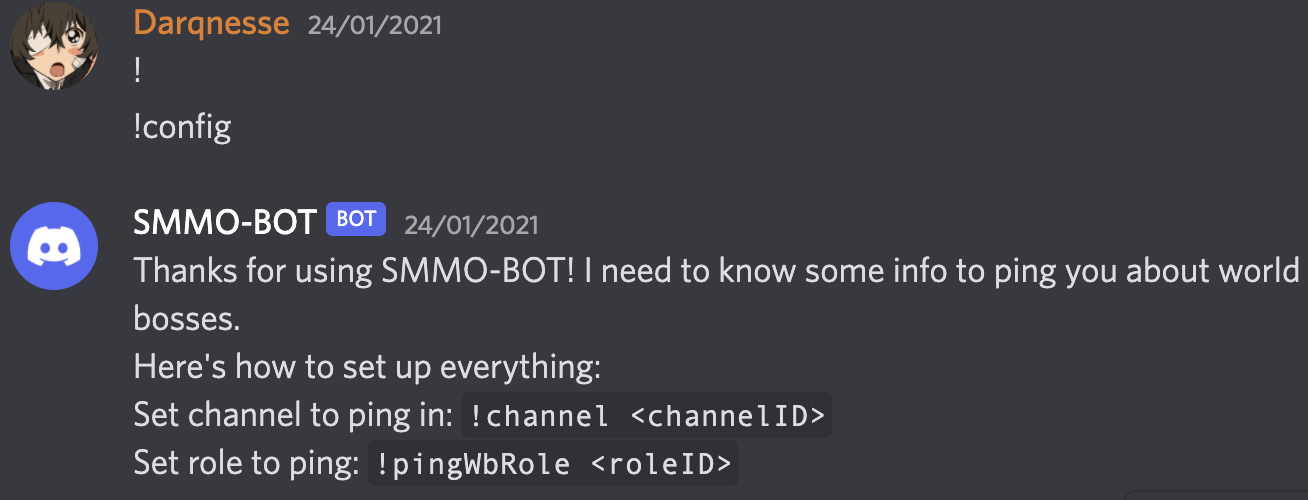 Darqnesse 24/01/2021
!
!config
SMMO-BOT BOT 24/01/2021
Thanks for using SMMO-BOT! I need to know some info to ping you about world
bosses.
Here's how to set up everything:
Set channel to ping in: !channel <channelID>
Set role to ping: !pingWbRole <roleID>